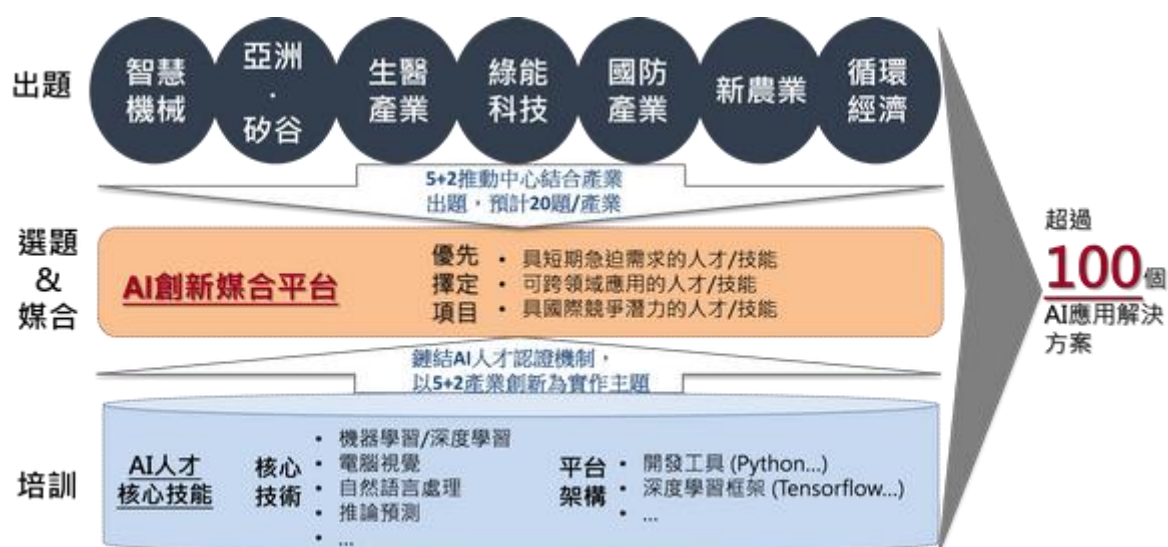 出題
智慧
機械
亞洲
·
矽谷
生醫
產業
綠能
科技
國防
產業
新農業
循環
經濟
5+2推動中心結合產業
出題，預計20題/產業
選題
&
媒合
AI創新媒合平台
優先
擇定
項目
• 具短期急迫需求的人才/技能
• 可跨領域應用的人才/技能
• 具國際競爭潛力的人才/技能
鏈結AI人才認證機制，
以5+2產業創新為實作主題
培訓
AI人才
核心技能
核心
技術
• 機器學習/深度學習
• 電腦視覺
• 自然語言處理
• 推論預測
• ...
平台
架構
• 開發工具 (Python...)
• 深度學習框架 (Tensorflow...)
• ...
超過
100個
AI應用解決
方案